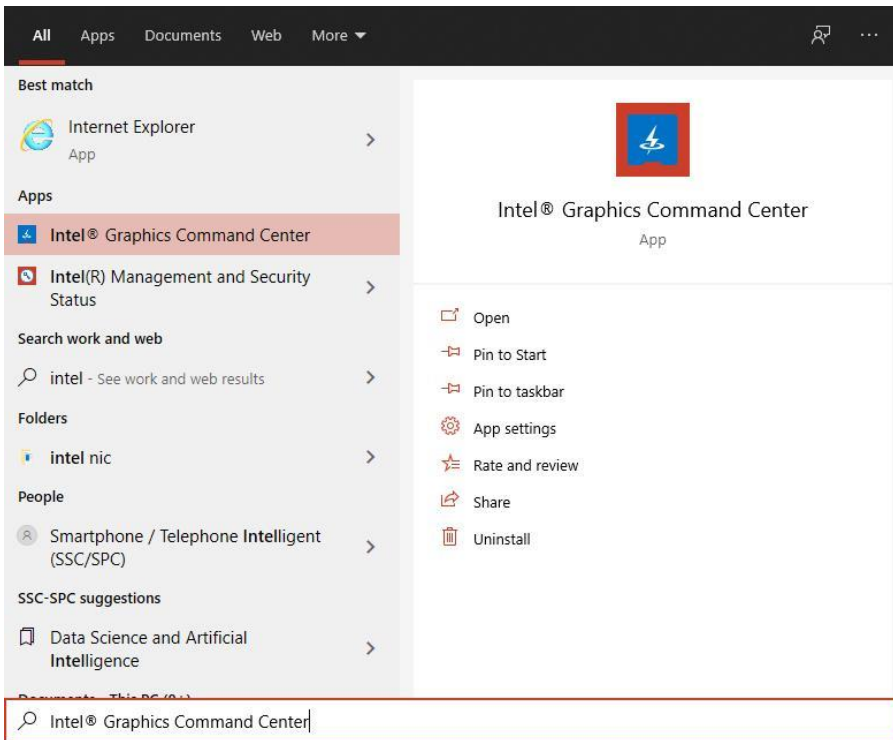 All Apps Documents Web More
Best match
Internet Explorer
App
Apps
Intel® Graphics Command Center
Intel(R) Management and Security
Status
Search work and web
intel - See work and web results
Folders
intel nic
People
Smartphone / Telephone Intelligent
(SSC/SPC)
SSC-SPC suggestions
Data Science and Artificial
Intelligence
Intel® Graphics Command Center
App
Open
Pin to Start
Pin to taskbar
App settings
Rate and review
Share
Uninstall
Intel® Graphics Command Center